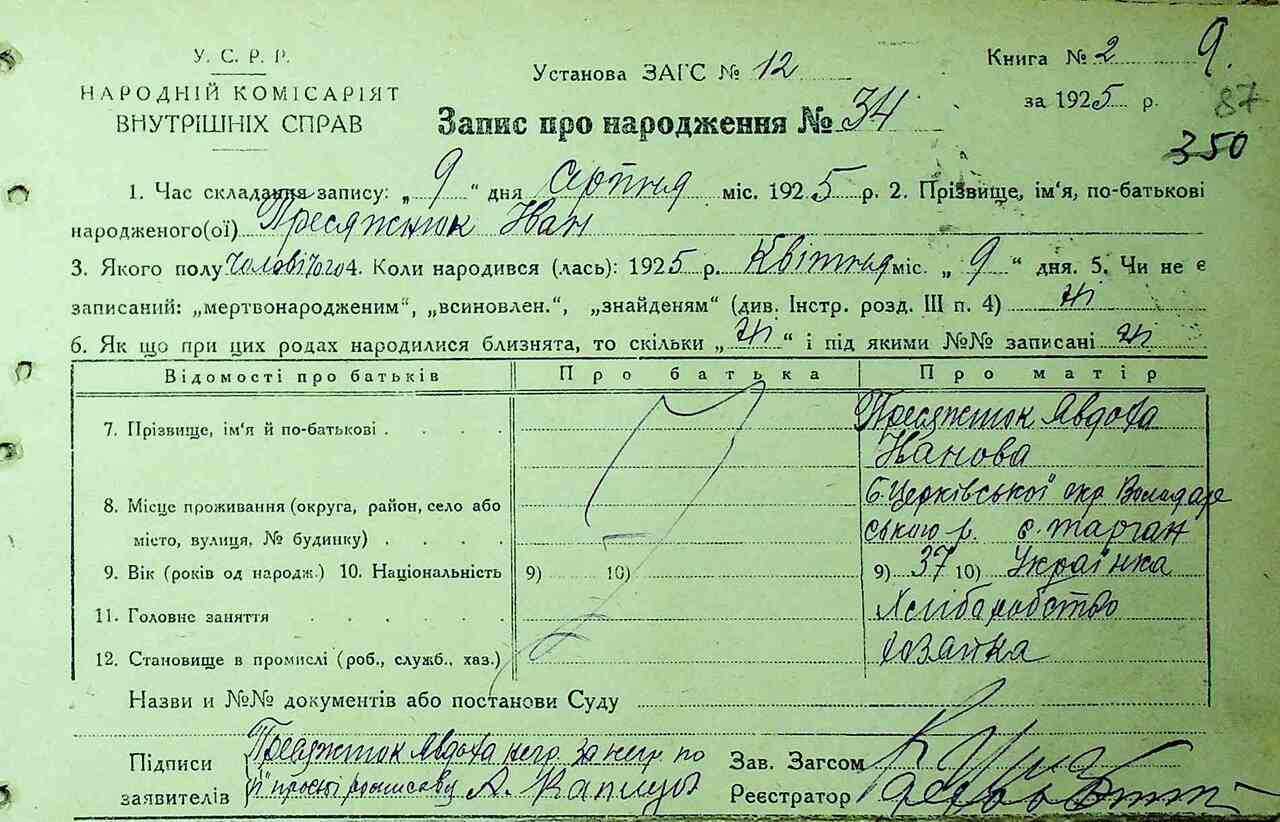 У. С. Р. Р.
НАРОДНІЙ КОМІСАРІЯТ
ВНУТРІШНІХ СПРАВ
Установа ЗАГС № 12
Книга № 2
9.
за 1925 р.
87
350
Запис про народження № 34
1. Час складання запису: „ 9 “ дня серпня міс. 1925 р. 2. Прізвище, ім'я, по-батькові
народженого(ої) Пресяжнюк Іван
3. Якого полу чоловічого 4. Коли народився (лась): 1925 р. Квітня міс. „ 9 “ дня. 5. Чи не є
записаний: „мертвонародженим“, „всиновлен.“, „знайденям“ (див. Інстр. розд. III п. 4) ні
6. Як що при цих родах народилися близнята, то скільки „ ні “ і під якими №№ записані ні
Відомості про батьків Про батька Про матір
7. Прізвище, ім'я й по-батькові Пресяжнюк Явдоха
Іванова
8. Місце проживання (округа, район, село або Б-Церківської окр Володар
місто, вулиця, № будинку) ського р. с. Тарган
9. Вік (років од народж.) 10. Національність 9) 10) 9) 37 10) Українка
11. Головне заняття Хліборобство
12. Становище в промислі (роб., служб., хаз.) хозяйка
Назви и №№ документів або постанови Суду
Підписи Пресяжнюк Явдоха негр. за негр. по
заявителів її просьбі росписався А.
Зав. Загсом
Реєстратор